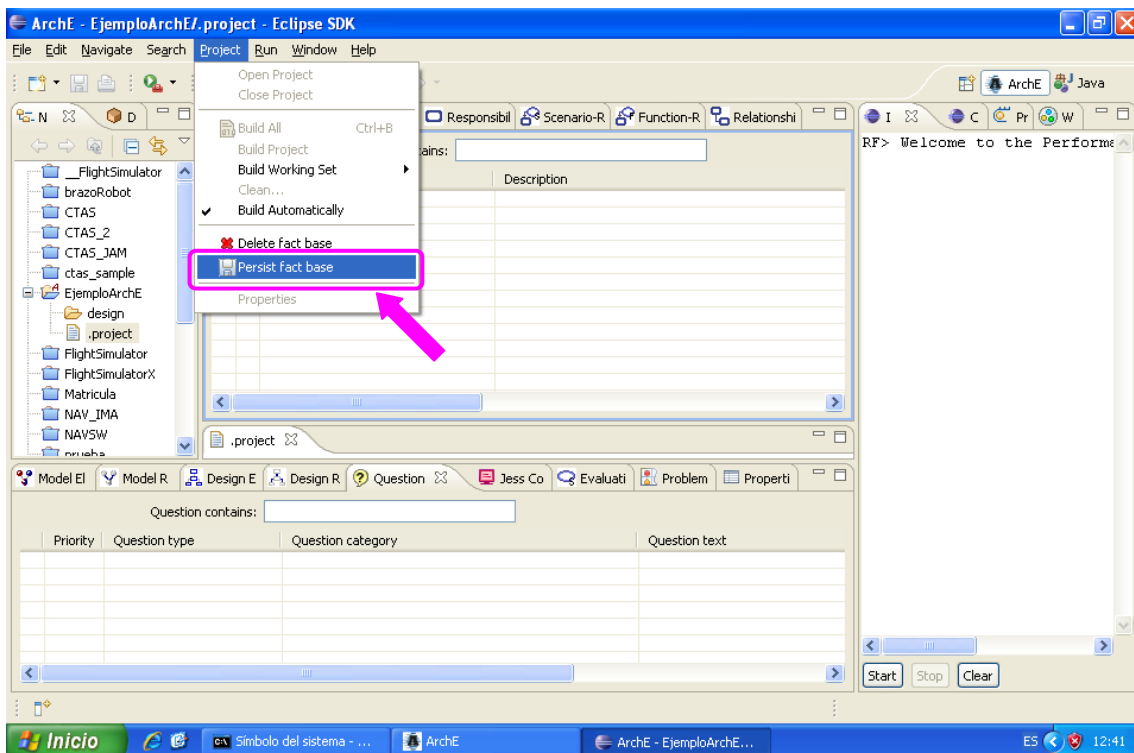 ArchE - EjemploArchE/.project - Eclipse SDK
File Edit Navigate Search Project Run Window Help
Open Project
Close Project
Build All Ctrl+B
Build Project
Build Working Set
Clean...
Build Automatically
Delete fact base
Persist fact base
Properties
ArchE Java
N D
Responsibil Scenario-R Function-R Relationshi
I C Pr W
tains:
Description
RF> Welcome to the Performa
__FlightSimulator
brazoRobot
CTAS
CTAS_2
CTAS_JAM
ctas_sample
EjemploArchE
design
.project
FlightSimulator
FlightSimulatorX
Matricula
NAV_IMA
NAVSW
prueba
.project
Model El Model R Design E Design R Question Jess Co Evaluati Problem Properti
Question contains:
Priority Question type Question category Question text
Start Stop Clear
Inicio Símbolo del sistema - ... ArchE ArchE - EjemploArchE... ES 12:41